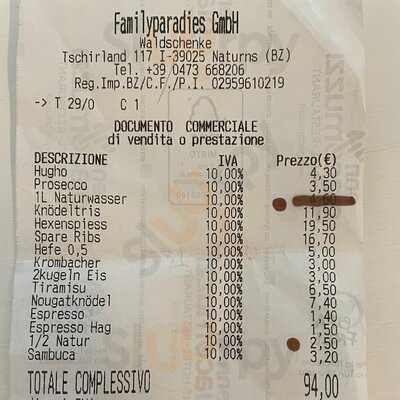 Familyparadies GmbH
Waldschenke
Tschirland 117 I-39025 Naturns (BZ)
Tel. +39 0473 668206
Reg.Imp.BZ/C.F./P.I. 02959610219
-> T 29/0 C 1
DOCUMENTO COMMERCIALE
di vendita o prestazione
DESCRIZIONE IVA Prezzo(€)
Hugho 10,00% 4,30
Prosecco 10,00% 3,50
1L Naturwasser 10,00% 4,60
Knödeltris 10,00% 11,90
Hexenspiess 10,00% 19,50
Spare Ribs 10,00% 16,70
Hefe 0,5 10,00% 5,00
Krombacher 10,00% 3,00
2kugeln Eis 10,00% 3,00
Tiramisu 10,00% 6,50
Nougatknödel 10,00% 7,40
Espresso 10,00% 1,40
Espresso Hag 10,00% 1,50
1/2 Natur 10,00% 2,50
Sambuca 10,00% 3,20
TOTALE COMPLESSIVO 94,00